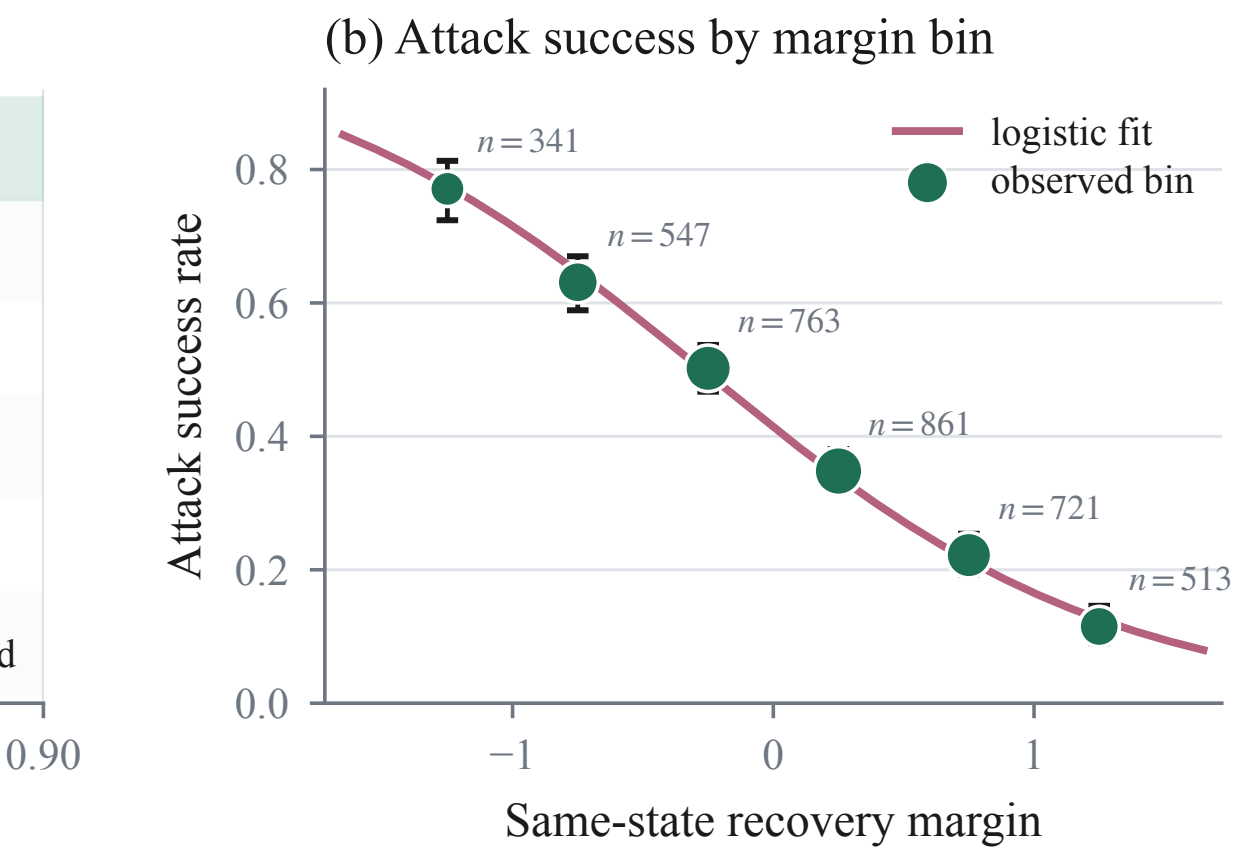 (b) Attack success by margin bin
logistic fit
observed bin
n=341
n=547
n=763
n=861
n=721
n=513
Attack success rate
0.8
0.6
0.4
0.2
0.0
−1
0
1
Same-state recovery margin
d
0.90